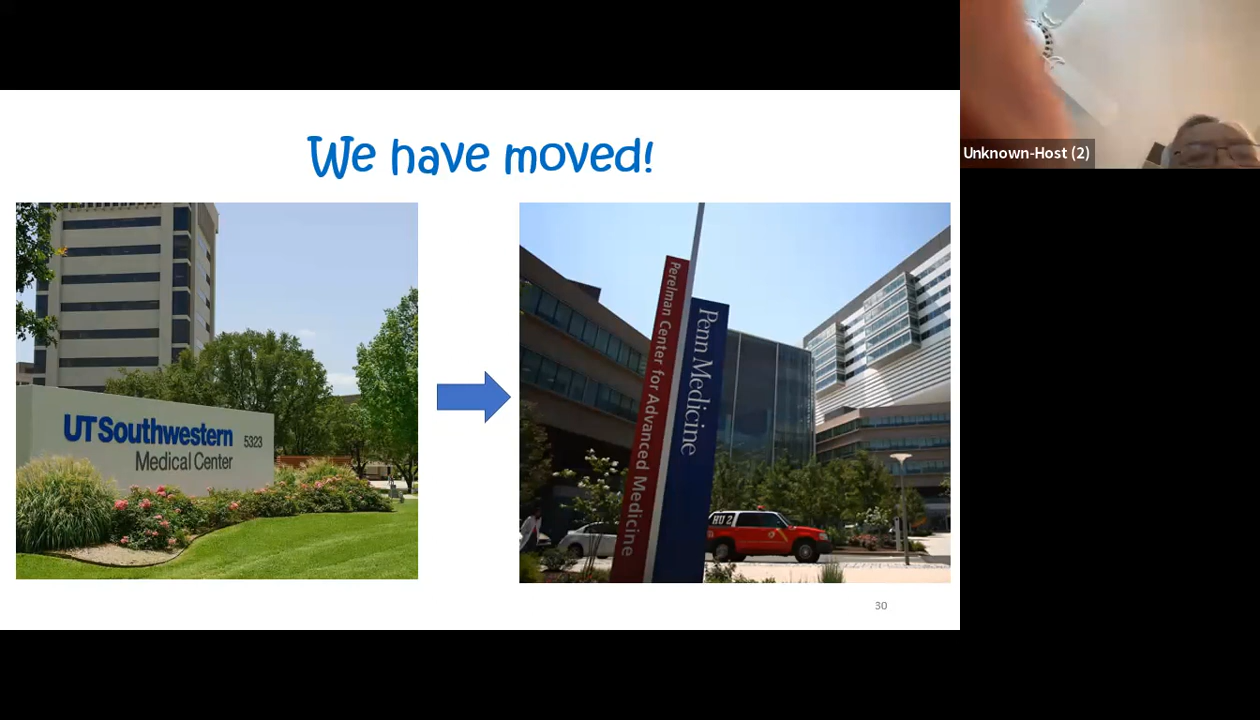 We have moved!
UTSouthwestern 5323
Medical Center
Perelman Center for Advanced Medicine
Penn Medicine
HU 2
30
Unknown-Host (2)